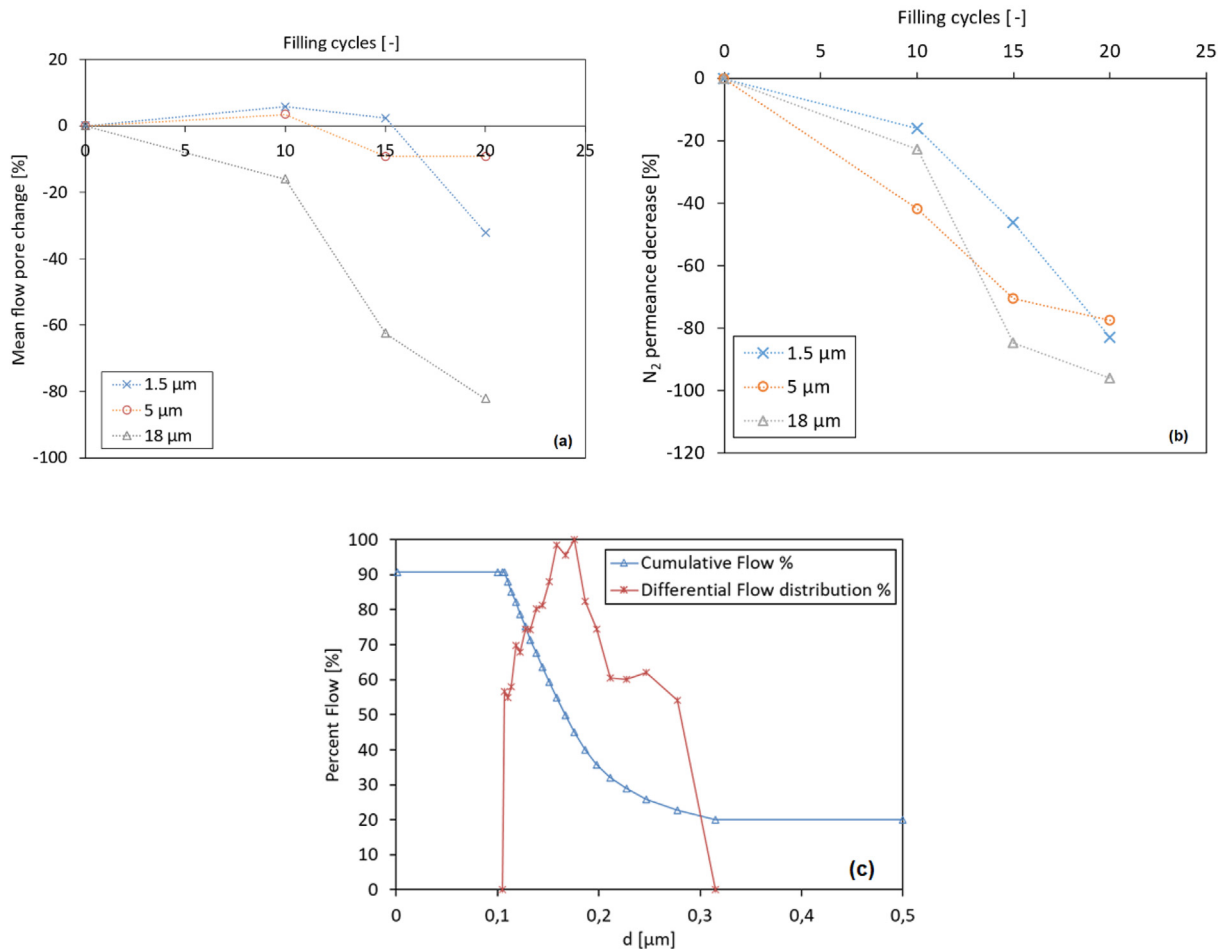 Filling cycles [ - ]
20
0
-20
-40
-60
-80
-100
0 5 10 15 20 25
Mean flow pore change [%]
1.5 µm
5 µm
18 µm
(a)
Filling cycles [ - ]
0 5 10 15 20 25
0
-20
-40
-60
-80
-100
-120
N2 permeance decrease [%]
1.5 µm
5 µm
18 µm
(b)
100
90
80
70
60
50
40
30
20
10
0
Percent Flow [%]
Cumulative Flow %
Differential Flow distribution %
(c)
0 0,1 0,2 0,3 0,4 0,5
d [µm]